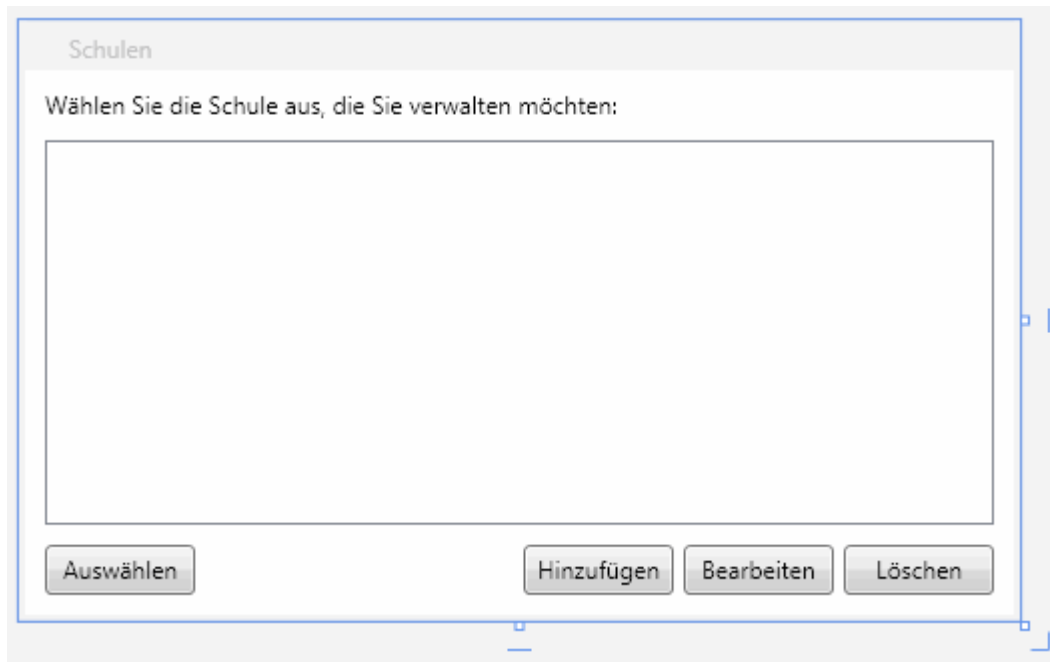 Schulen
Wählen Sie die Schule aus, die Sie verwalten möchten:
Auswählen Hinzufügen Bearbeiten Löschen